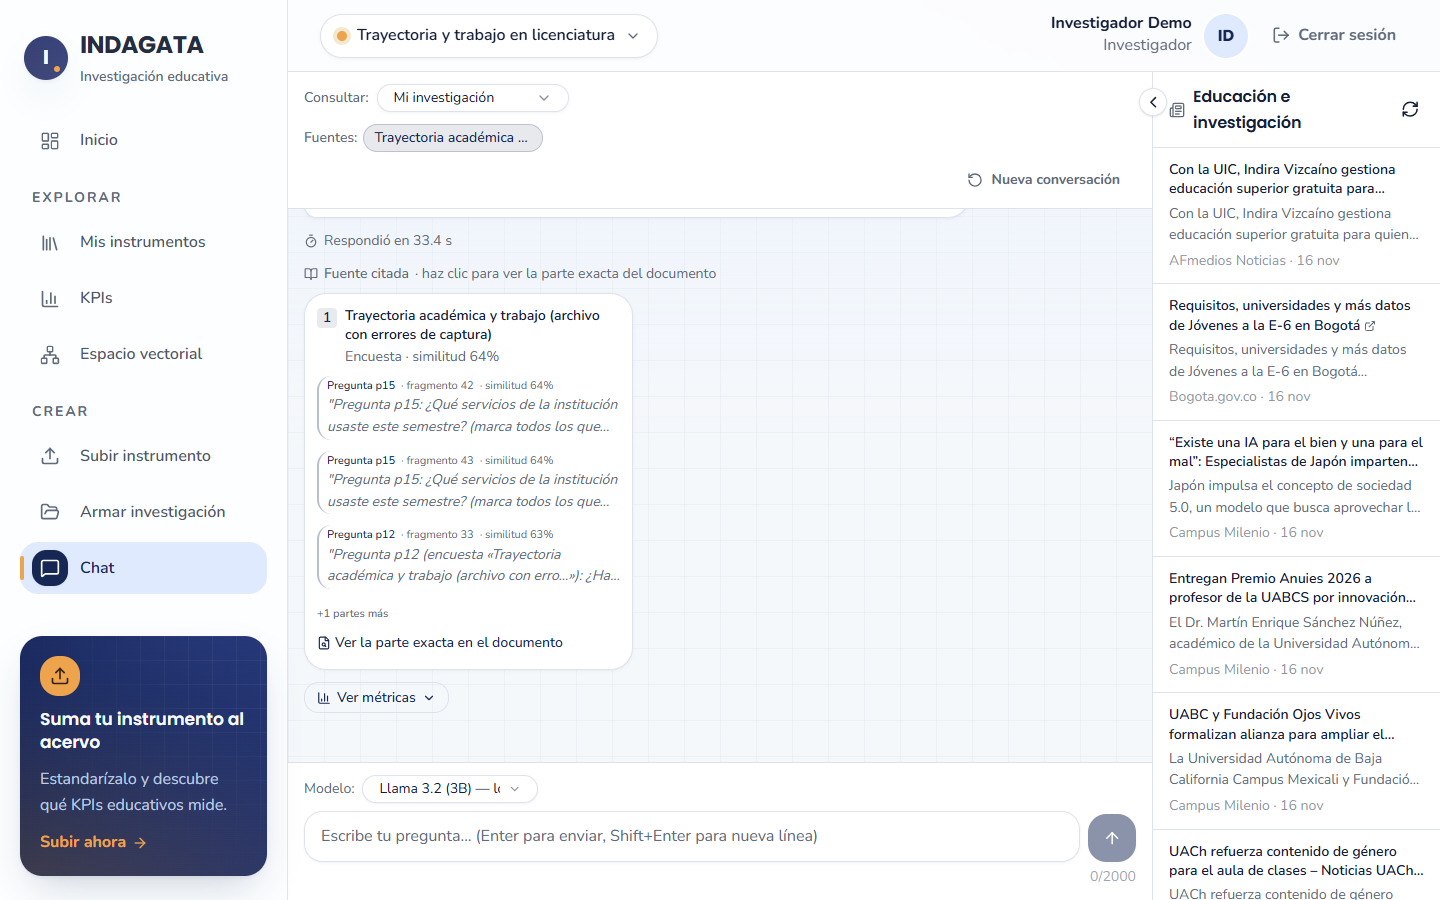 I
INDAGATA
Investigación educativa
Inicio
EXPLORAR
Mis instrumentos
KPIs
Espacio vectorial
CREAR
Subir instrumento
Armar investigación
Chat
Suma tu instrumento al
acervo
Estandarízalo y descubre
qué KPIs educativos mide.
Subir ahora →
Trayectoria y trabajo en licenciatura
Investigador Demo
Investigador
ID
Cerrar sesión
Consultar:
Mi investigación
Fuentes:
Trayectoria académica ...
Nueva conversación
Respondió en 33.4 s
Fuente citada · haz clic para ver la parte exacta del documento
1
Trayectoria académica y trabajo (archivo
con errores de captura)
Encuesta · similitud 64%
Pregunta p15 · fragmento 42 · similitud 64%
"Pregunta p15: ¿Qué servicios de la institución
usaste este semestre? (marca todos los que...
Pregunta p15 · fragmento 43 · similitud 64%
"Pregunta p15: ¿Qué servicios de la institución
usaste este semestre? (marca todos los que...
Pregunta p12 · fragmento 33 · similitud 63%
"Pregunta p12 (encuesta «Trayectoria
académica y trabajo (archivo con erro...»): ¿Ha...
+1 partes más
Ver la parte exacta en el documento
Ver métricas
Modelo:
Llama 3.2 (3B) — lo
Escribe tu pregunta... (Enter para enviar, Shift+Enter para nueva línea)
0/2000
Educación e
investigación
Con la UIC, Indira Vizcaíno gestiona
educación superior gratuita para...
Con la UIC, Indira Vizcaíno gestiona
educación superior gratuita para quien...
AFmedios Noticias · 16 nov
Requisitos, universidades y más datos
de Jóvenes a la E-6 en Bogotá
Requisitos, universidades y más datos
de Jóvenes a la E-6 en Bogotá...
Bogota.gov.co · 16 nov
“Existe una IA para el bien y una para el
mal”: Especialistas de Japón imparten...
Japón impulsa el concepto de sociedad
5.0, un modelo que busca aprovechar l...
Campus Milenio · 16 nov
Entregan Premio Anuies 2026 a
profesor de la UABCS por innovación...
El Dr. Martín Enrique Sánchez Núñez,
académico de la Universidad Autónom...
Campus Milenio · 16 nov
UABC y Fundación Ojos Vivos
formalizan alianza para ampliar el...
La Universidad Autónoma de Baja
California Campus Mexicali y Fundació...
Campus Milenio · 16 nov
UACh refuerza contenido de género
para el aula de clases – Noticias UACh...
UACh refuerza contenido de género